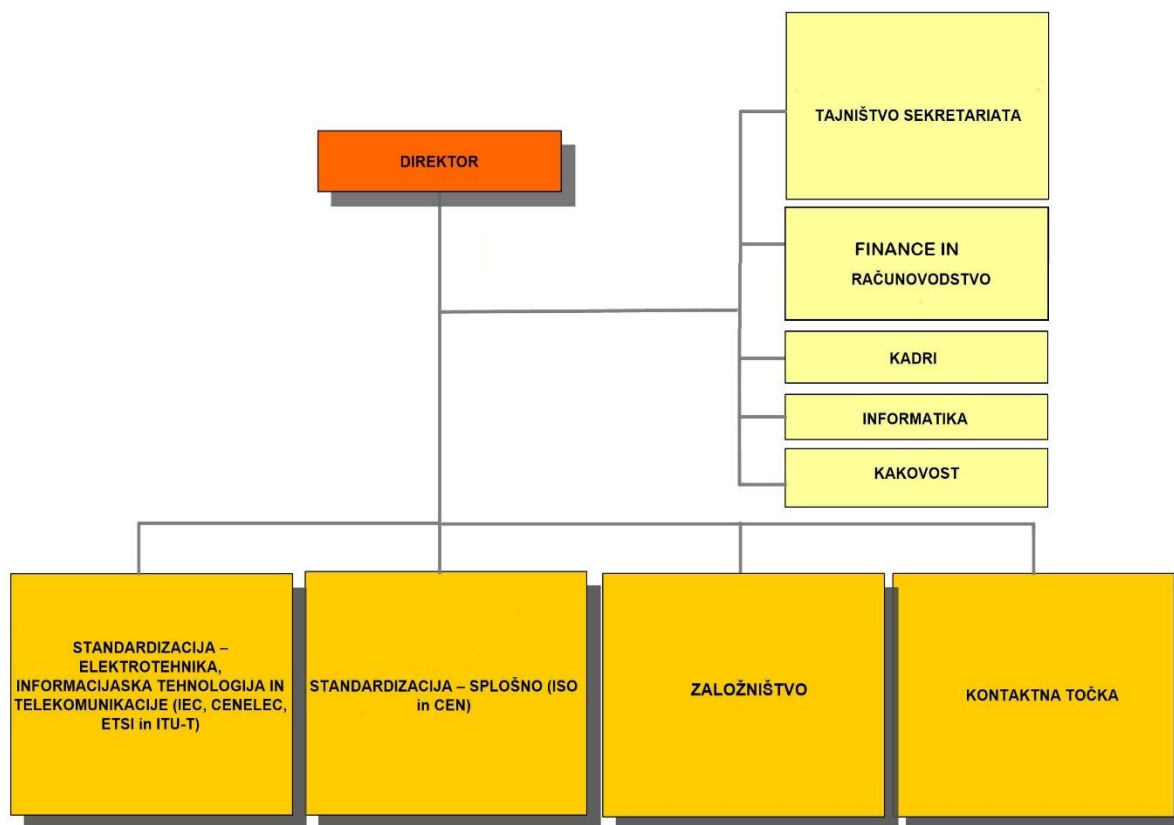 DIREKTOR
TAJNIŠTVO SEKRETARIATA
FINANCE IN
RAČUNOVODSTVO
KADRI
INFORMATIKA
KAKOVOST
STANDARDIZACIJA –
ELEKTROTEHNIKA,
INFORMACIJASKA TEHNOLOGIJA IN
TELEKOMUNIKACIJE (IEC, CENELEC,
ETSI in ITU-T)
STANDARDIZACIJA – SPLOŠNO (ISO
in CEN)
ZALOŽNIŠTVO
KONTAKTNA TOČKA